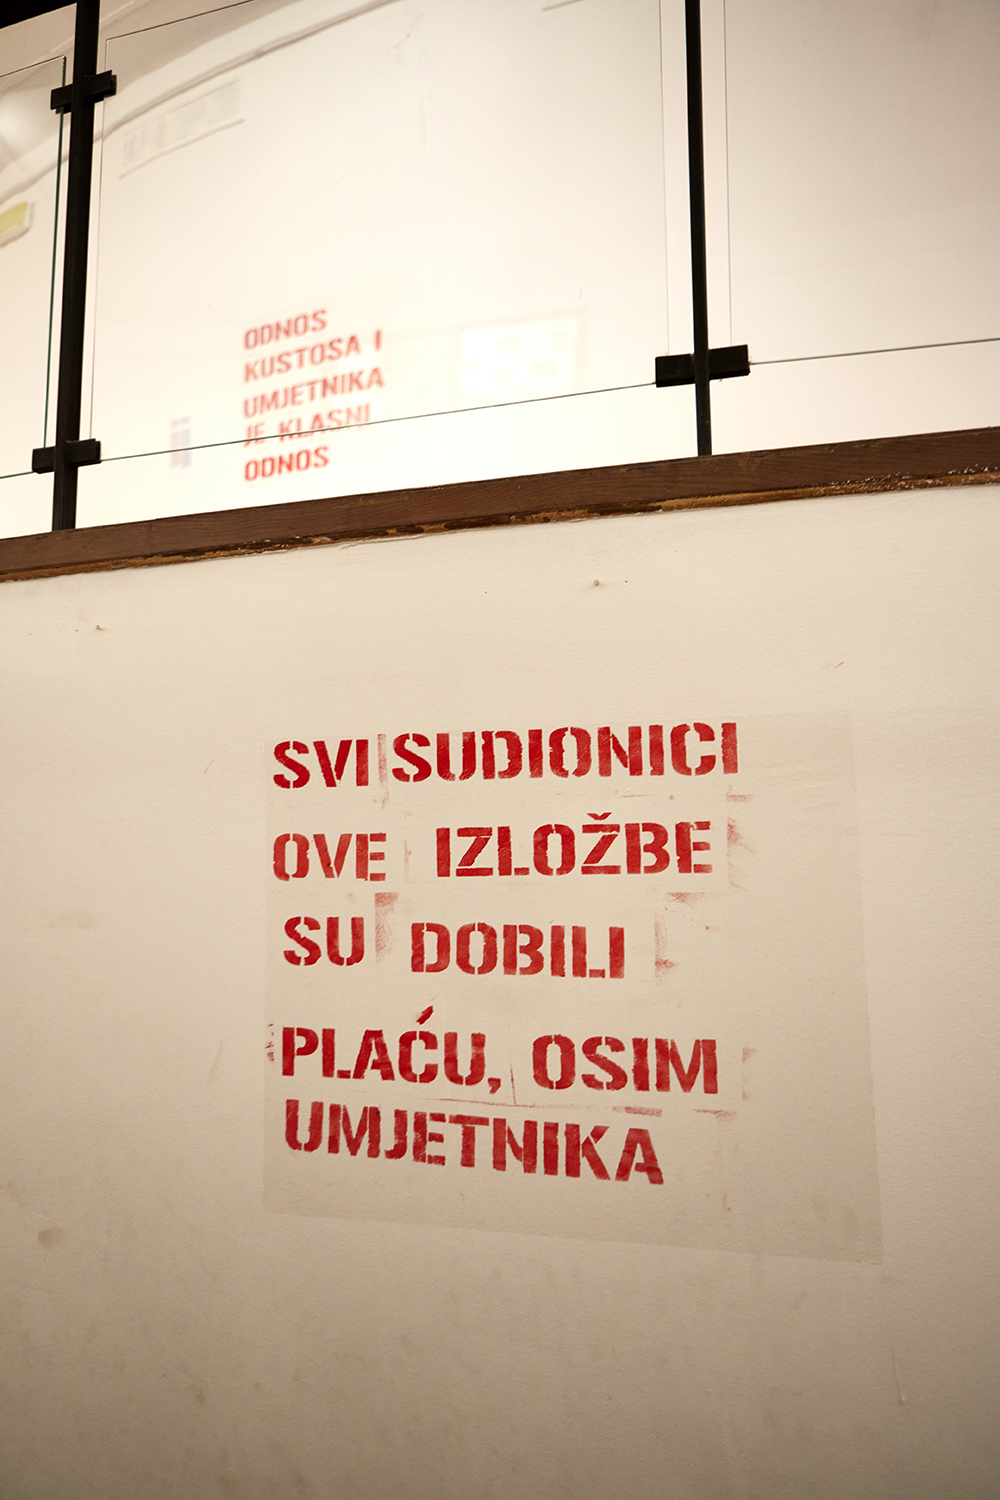 ODNOS
KUSTOSA I
UMJETNIKA
JE KLASNI
ODNOS
SVI SUDIONICI
OVE IZLOŽBE
SU DOBILI
PLAĆU, OSIM
UMJETNIKA